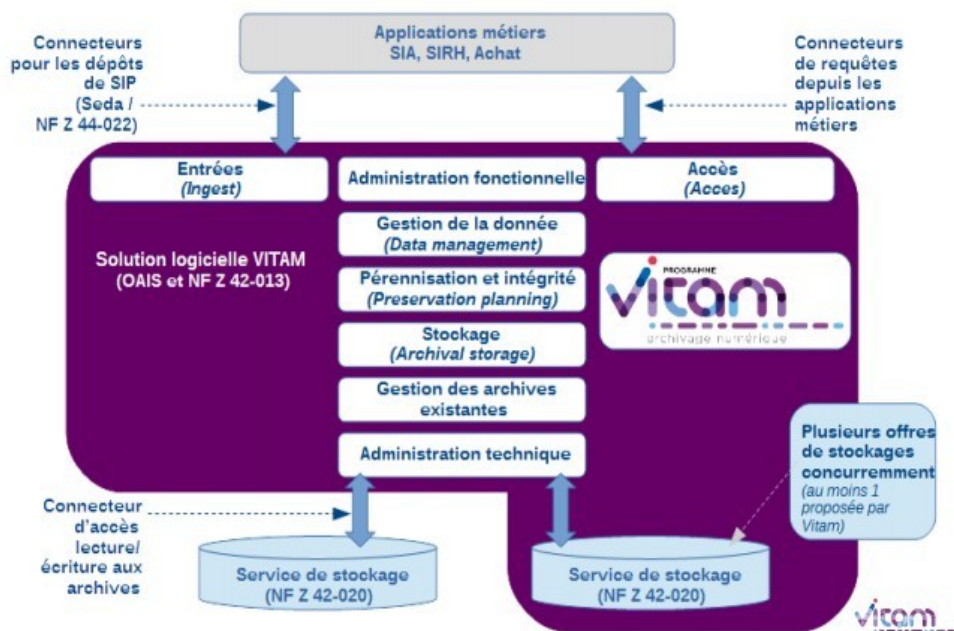 Applications métiers
SIA, SIRH, Achat
Connecteurs
pour les dépôts
de SIP
(Seda /
NF Z 44-022)
Connecteurs
de requêtes
depuis les
applications
métiers
Entrées
(Ingest)
Administration fonctionnelle
Accès
(Acces)
Gestion de la donnée
(Data management)
Solution logicielle VITAM
(OAIS et NF Z 42-013)
Pérennisation et intégrité
(Preservation planning)
PROGRAMME
vitam
archivage numérique
Stockage
(Archival storage)
Gestion des archives
existantes
Administration technique
Plusieurs offres
de stockages
concurremment
(au moins 1
proposée par
Vitam)
Connecteur
d'accès
lecture/
écriture aux
archives
Service de stockage
(NF Z 42-020)
Service de stockage
(NF Z 42-020)
vitam